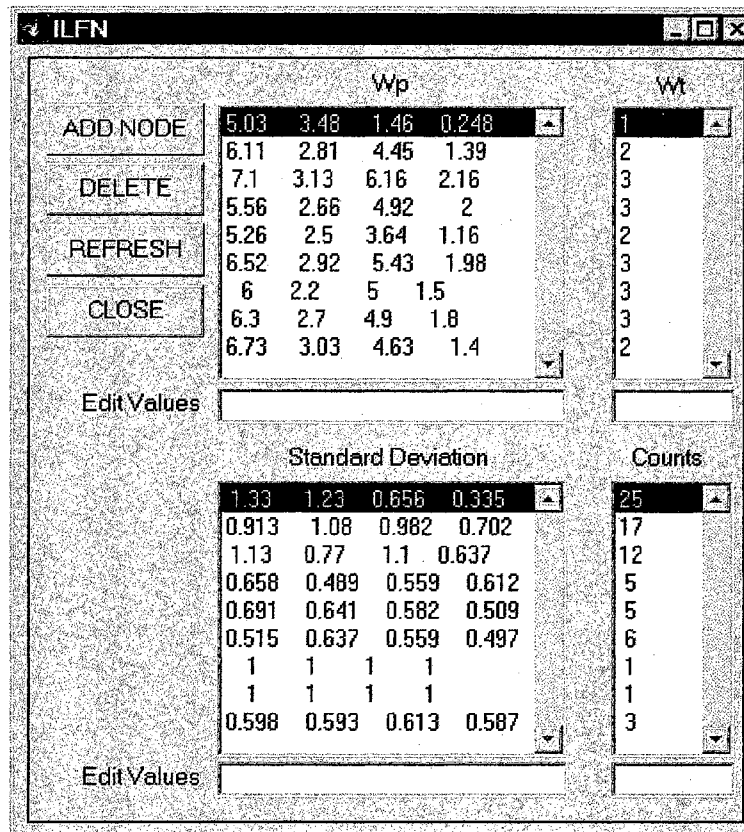 ILFN
Wp Wt
ADD NODE
DELETE
REFRESH
CLOSE
5.03 3.48 1.46 0.248 1
6.11 2.81 4.45 1.39 2
7.1 3.13 6.16 2.16 3
5.56 2.66 4.92 2 3
5.26 2.5 3.64 1.16 2
6.52 2.92 5.43 1.98 3
6 2.2 5 1.5 3
6.3 2.7 4.9 1.8 3
6.73 3.03 4.63 1.4 2
Edit Values
Standard Deviation Counts
1.33 1.23 0.656 0.335 25
0.913 1.08 0.982 0.702 17
1.13 0.77 1.1 0.637 12
0.658 0.489 0.559 0.612 5
0.691 0.641 0.582 0.509 5
0.515 0.637 0.559 0.497 6
1 1 1 1 1
1 1 1 1 1
0.598 0.593 0.613 0.587 3
Edit Values